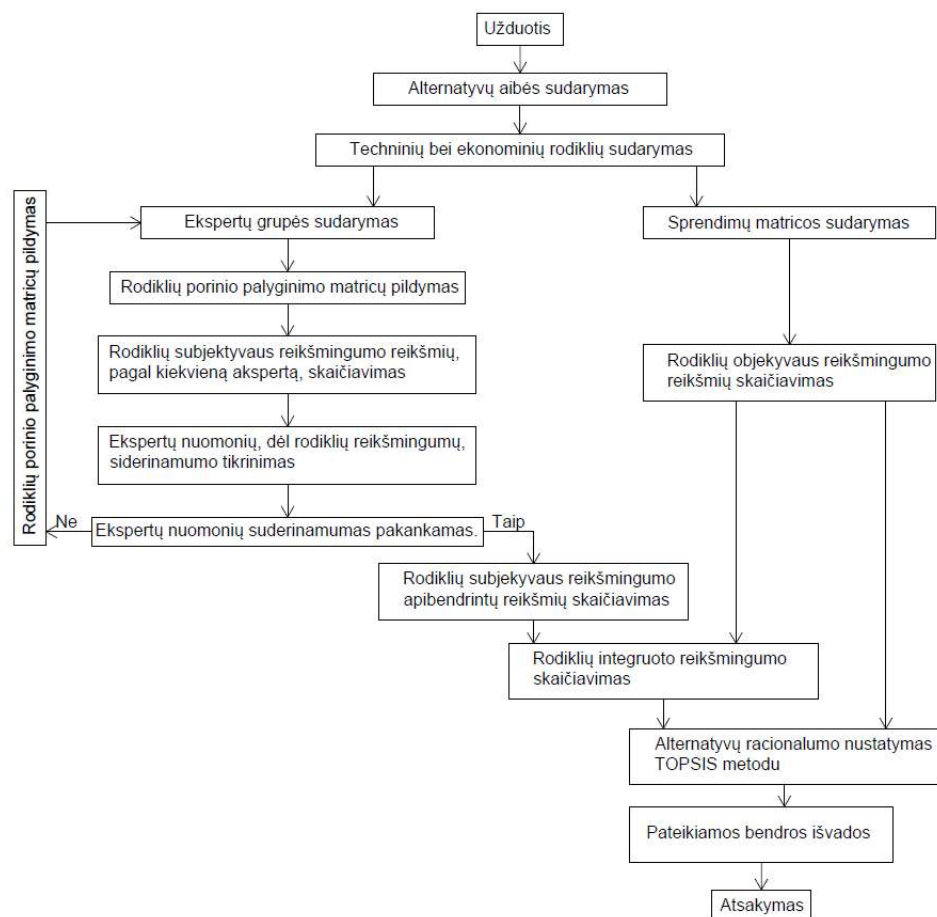 Užduotis
Alternatyvų aibės sudarymas
Techninių bei ekonominių rodiklių sudarymas
Rodiklių porinio palyginimo matricų pildymas
Ekspertų grupės sudarymas
Sprendimų matricos sudarymas
Rodiklių porinio palyginimo matricų pildymas
Rodiklių subjektyvaus reikšmingumo reikšmių,
pagal kiekvieną akspertą, skaičiavimas
Rodiklių objekyvaus reikšmingumo
reikšmių skaičiavimas
Ekspertų nuomonių, dėl rodiklių reikšmingumų,
siderinamumo tikrinimas
Ne
Ekspertų nuomonių suderinamumas pakankamas.
Taip
Rodiklių subjekyvaus reikšmingumo
apibendrintų reikšmių skaičiavimas
Rodiklių integruoto reikšmingumo
skaičiavimas
Alternatyvų racionalumo nustatymas
TOPSIS metodu
Pateikiamos bendros išvados
Atsakymas